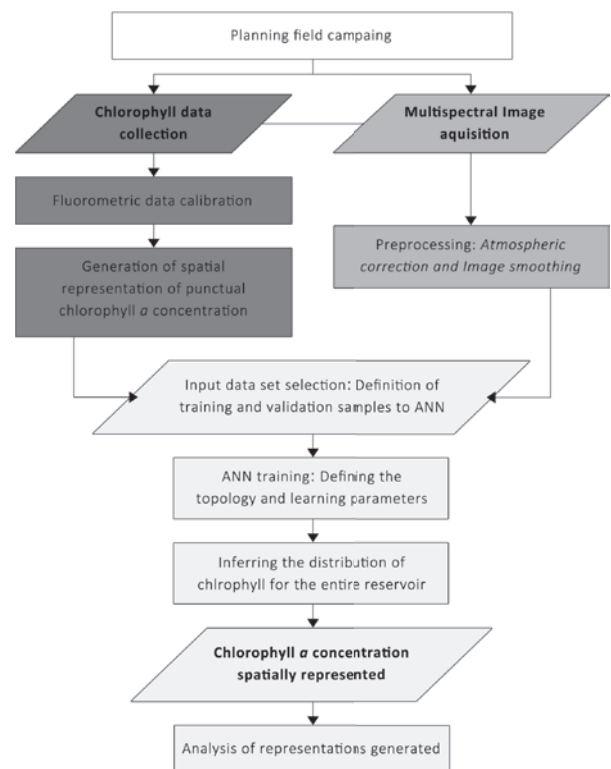 Planning field campaing
Chlorophyll data
collection
Multispectral Image
aquisition
Fluorometric data calibration
Generation of spatial
representation of punctual
chlorophyll a concentration
Preprocessing: Atmospheric
correction and Image smoothing
Input data set selection: Definition of
training and validation samples to ANN
ANN training: Defining the
topology and learning parameters
Inferring the distribution of
chlrophyll for the entire reservoir
Chlorophyll a concentration
spatially represented
Analysis of representations generated